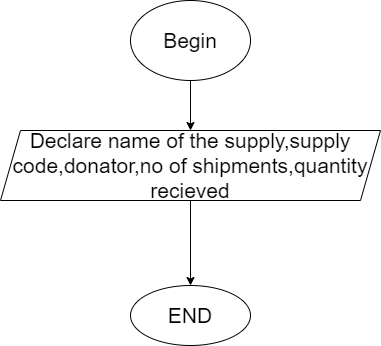 Begin
Declare name of the supply,supply
code,donator,no of shipments,quantity
recieved
END